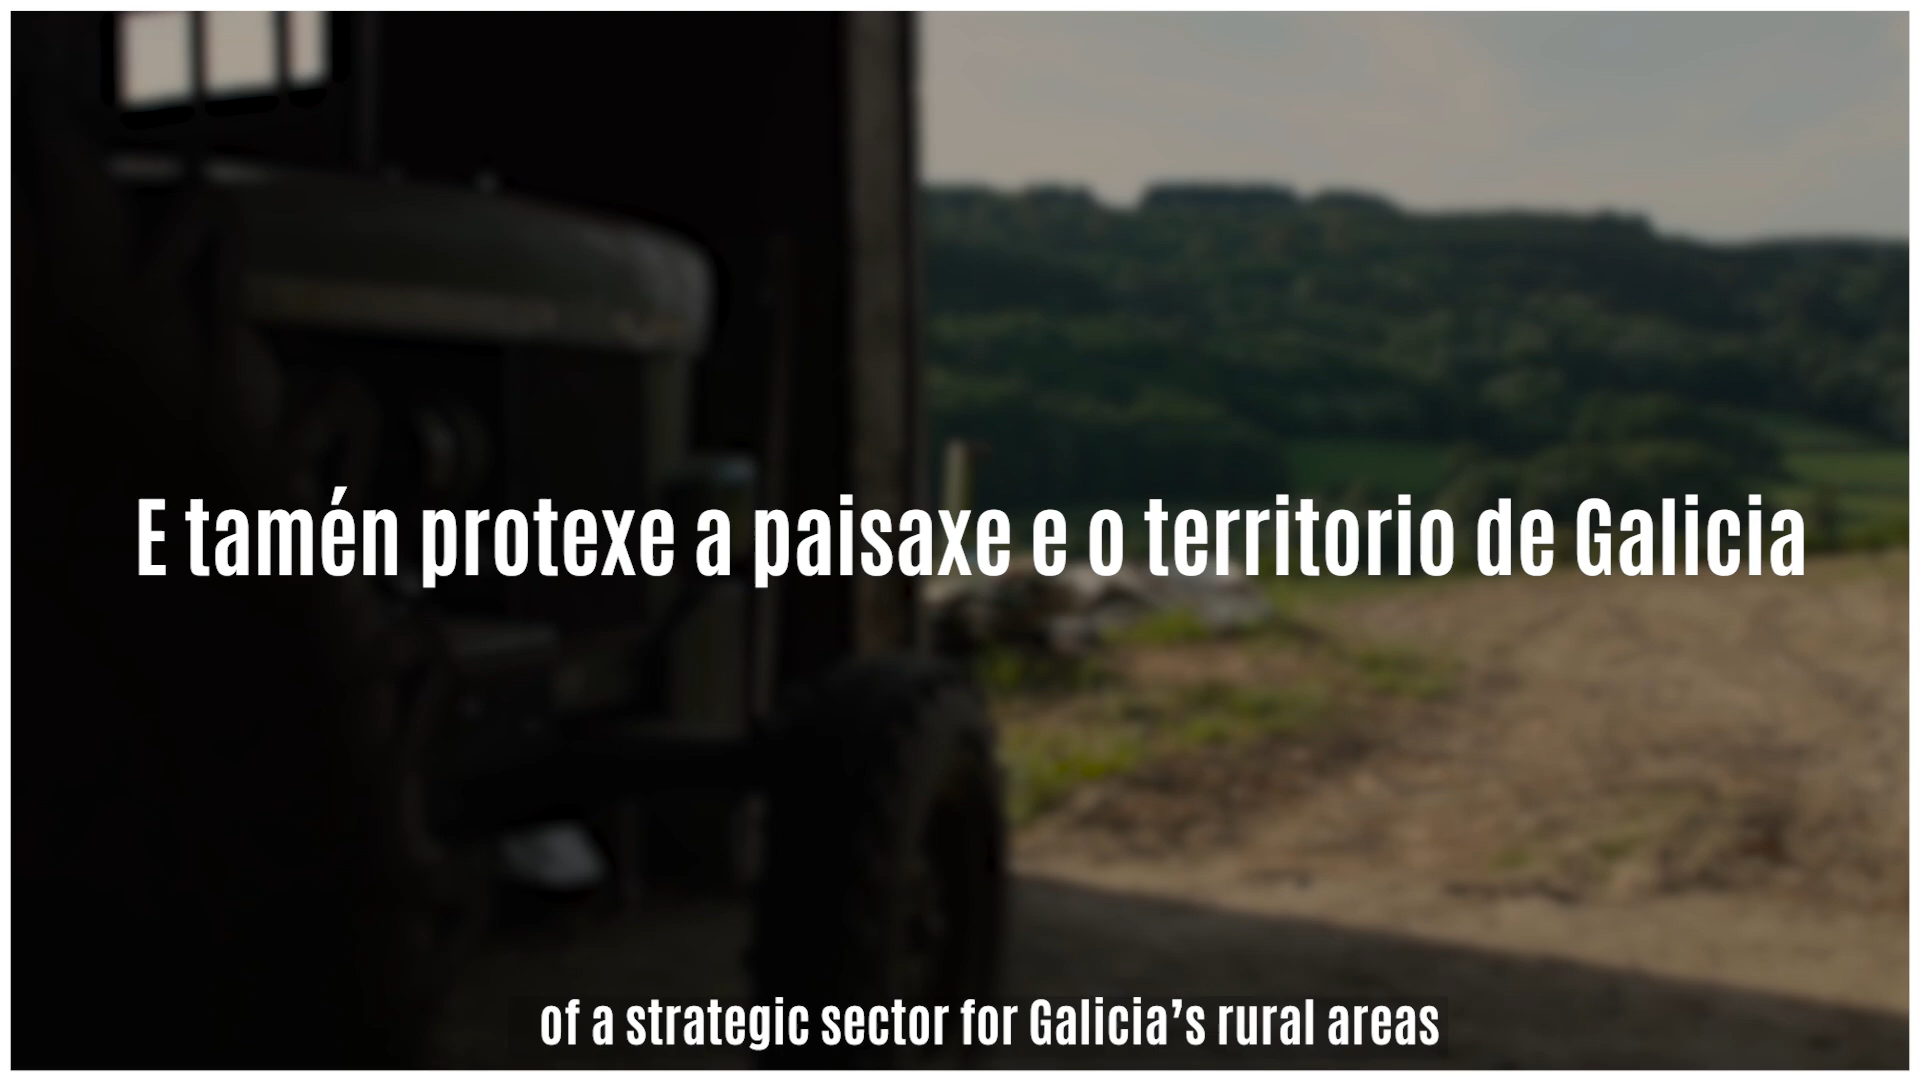 E tamén protexe a paisaxe e o territorio de Galicia
of a strategic sector for Galicia’s rural areas